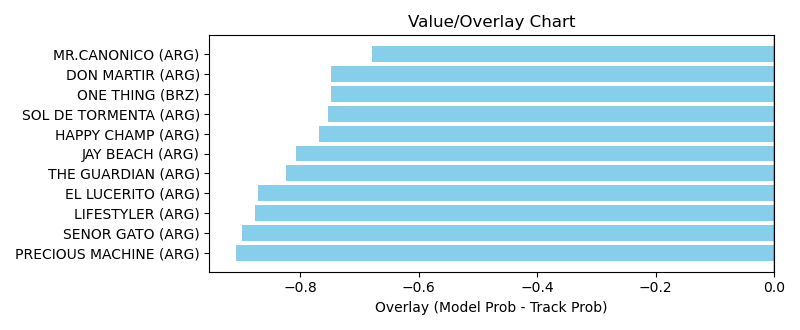 Value/Overlay Chart
MR.CANONICO (ARG)
DON MARTIR (ARG)
ONE THING (BRZ)
SOL DE TORMENTA (ARG)
HAPPY CHAMP (ARG)
JAY BEACH (ARG)
THE GUARDIAN (ARG)
EL LUCERITO (ARG)
LIFESTYLER (ARG)
SENOR GATO (ARG)
PRECIOUS MACHINE (ARG)
−0.8 −0.6 −0.4 −0.2 0.0
Overlay (Model Prob - Track Prob)